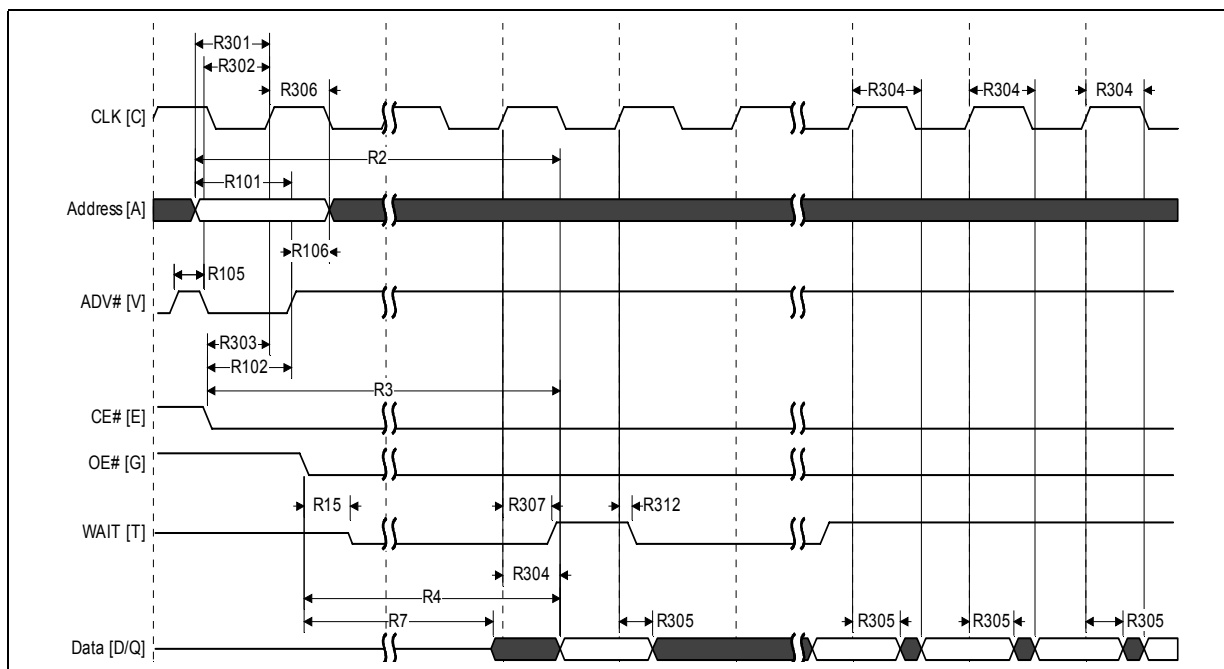 R301
R302
R306
R304 R304 R304
CLK [C]
R2
R101
Address [A]
R106
R105
ADV# [V]
R303
R102
R3
CE# [E]
OE# [G]
R15 R307 R312
WAIT [T]
R304
R4
R7 R305 R305 R305 R305
Data [D/Q]